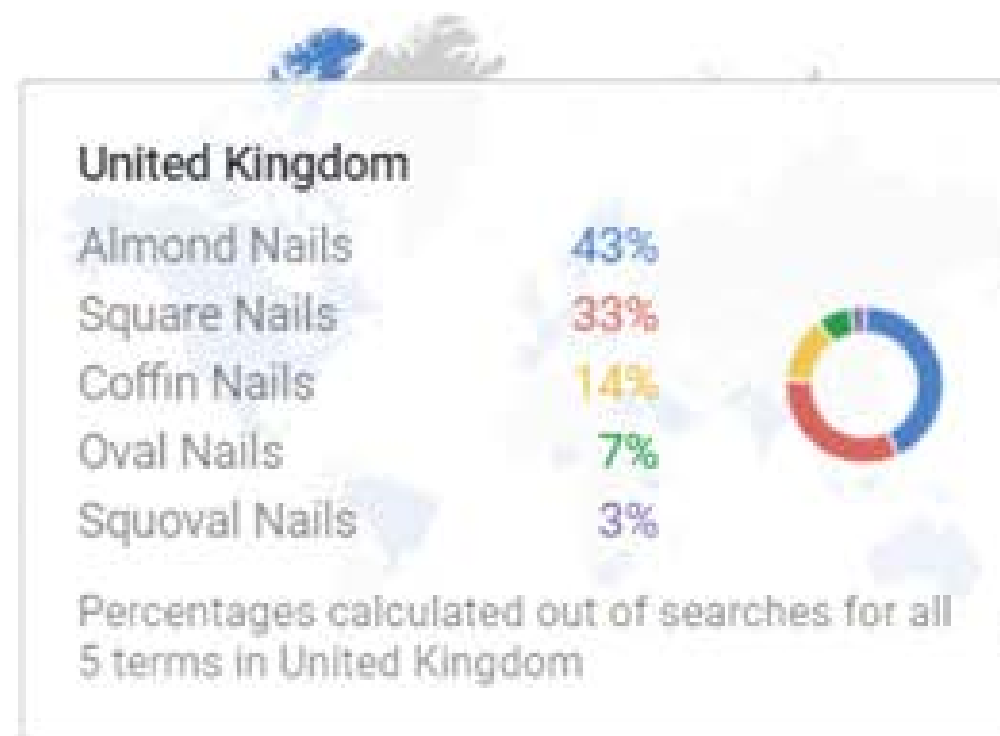 United Kingdom
Almond Nails 43%
Square Nails 33%
Coffin Nails 14%
Oval Nails 7%
Squoval Nails 3%
Percentages calculated out of searches for all
5 terms in United Kingdom